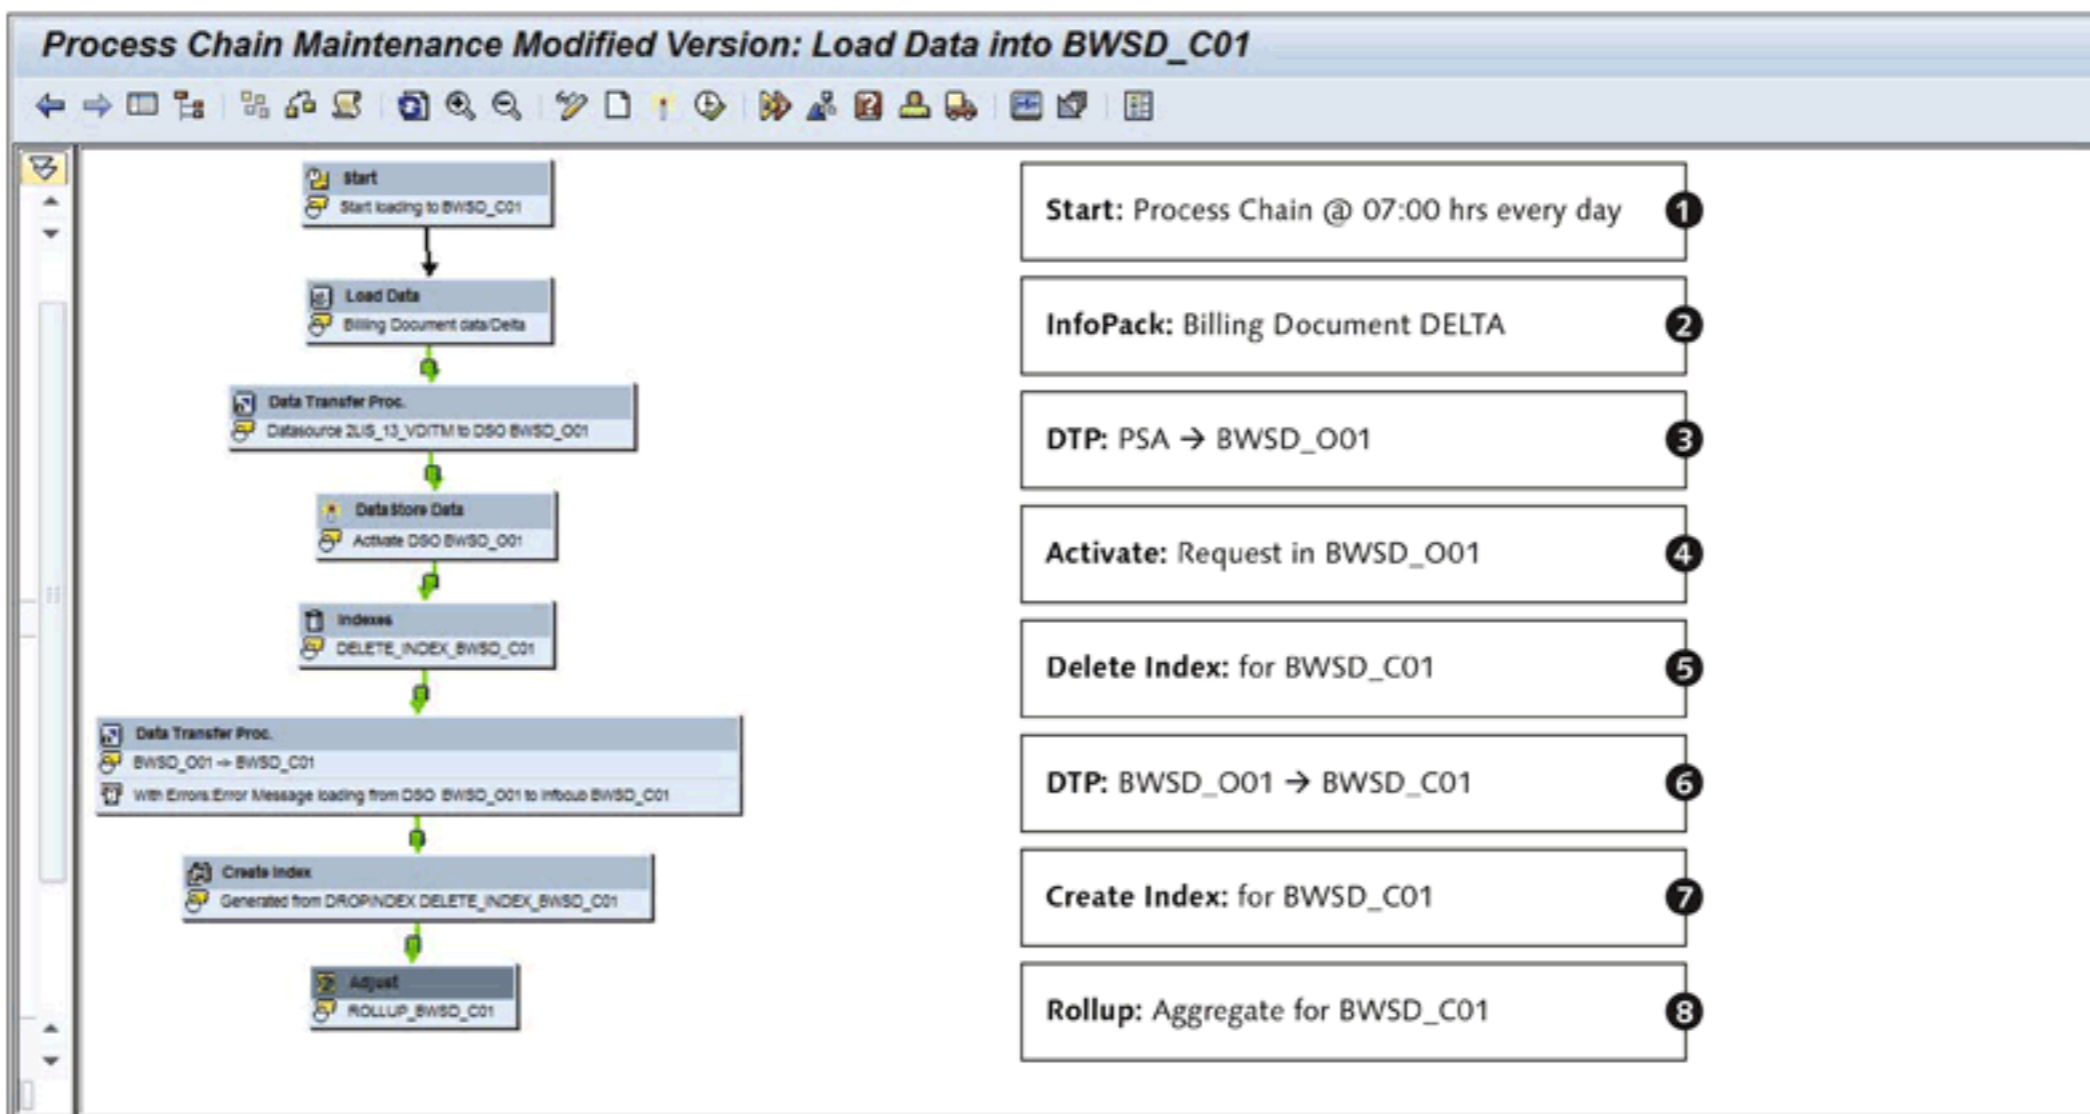 Process Chain Maintenance Modified Version: Load Data into BWSD_C01
Start
Start loading to BWSD_C01
Load Data
Billing Document data/Delta
Data Transfer Proc.
Datasource 2LIS_13_VDITM to DSO BWSD_O01
DataStore Data
Activate DSO BWSD_O01
Indexes
DELETE_INDEX_BWSD_C01
Data Transfer Proc.
BWSD_O01 -> BWSD_C01
With Errors:Error Message loading from DSO BWSD_O01 to Infocub BWSD_C01
Create Index
Generated from DROPINDEX DELETE_INDEX_BWSD_C01
Adjust
ROLLUP_BWSD_C01
Start: Process Chain @ 07:00 hrs every day 1
InfoPack: Billing Document DELTA 2
DTP: PSA → BWSD_O01 3
Activate: Request in BWSD_O01 4
Delete Index: for BWSD_C01 5
DTP: BWSD_O01 → BWSD_C01 6
Create Index: for BWSD_C01 7
Rollup: Aggregate for BWSD_C01 8